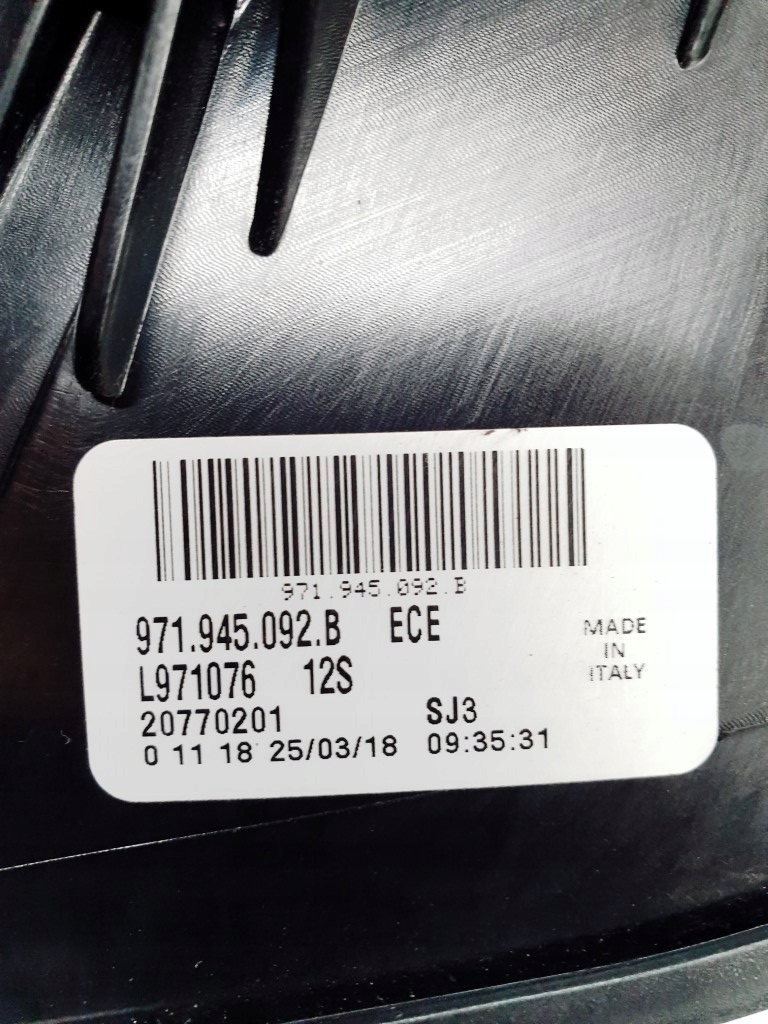 971.945.092.B
971.945.092.B ECE
L971076 12S
20770201 SJ3
0 11 18 25/03/18 09:35:31
MADE
IN
ITALY